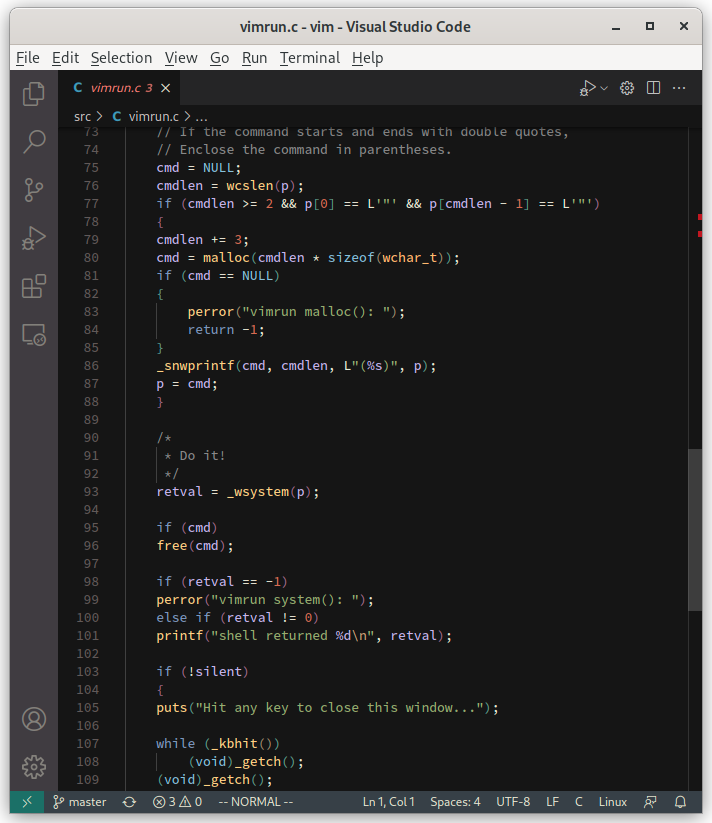 vimrun.c - vim - Visual Studio Code
File Edit Selection View Go Run Terminal Help
C vimrun.c 3
src > C vimrun.c > ...
73 // If the command starts and ends with double quotes,
74 // Enclose the command in parentheses.
75 cmd = NULL;
76 cmdlen = wcslen(p);
77 if (cmdlen >= 2 && p[0] == L'"' && p[cmdlen - 1] == L'"')
78 {
79 cmdlen += 3;
80 cmd = malloc(cmdlen * sizeof(wchar_t));
81 if (cmd == NULL)
82 {
83 perror("vimrun malloc(): ");
84 return -1;
85 }
86 _snwprintf(cmd, cmdlen, L"(%s)", p);
87 p = cmd;
88 }
89
90 /*
91 * Do it!
92 */
93 retval = _wsystem(p);
94
95 if (cmd)
96 free(cmd);
97
98 if (retval == -1)
99 perror("vimrun system(): ");
100 else if (retval != 0)
101 printf("shell returned %d\n", retval);
102
103 if (!silent)
104 {
105 puts("Hit any key to close this window...");
106
107 while (_kbhit())
108 (void)_getch();
109 (void)_getch();
master 3 0 -- NORMAL -- Ln 1, Col 1 Spaces: 4 UTF-8 LF C Linux